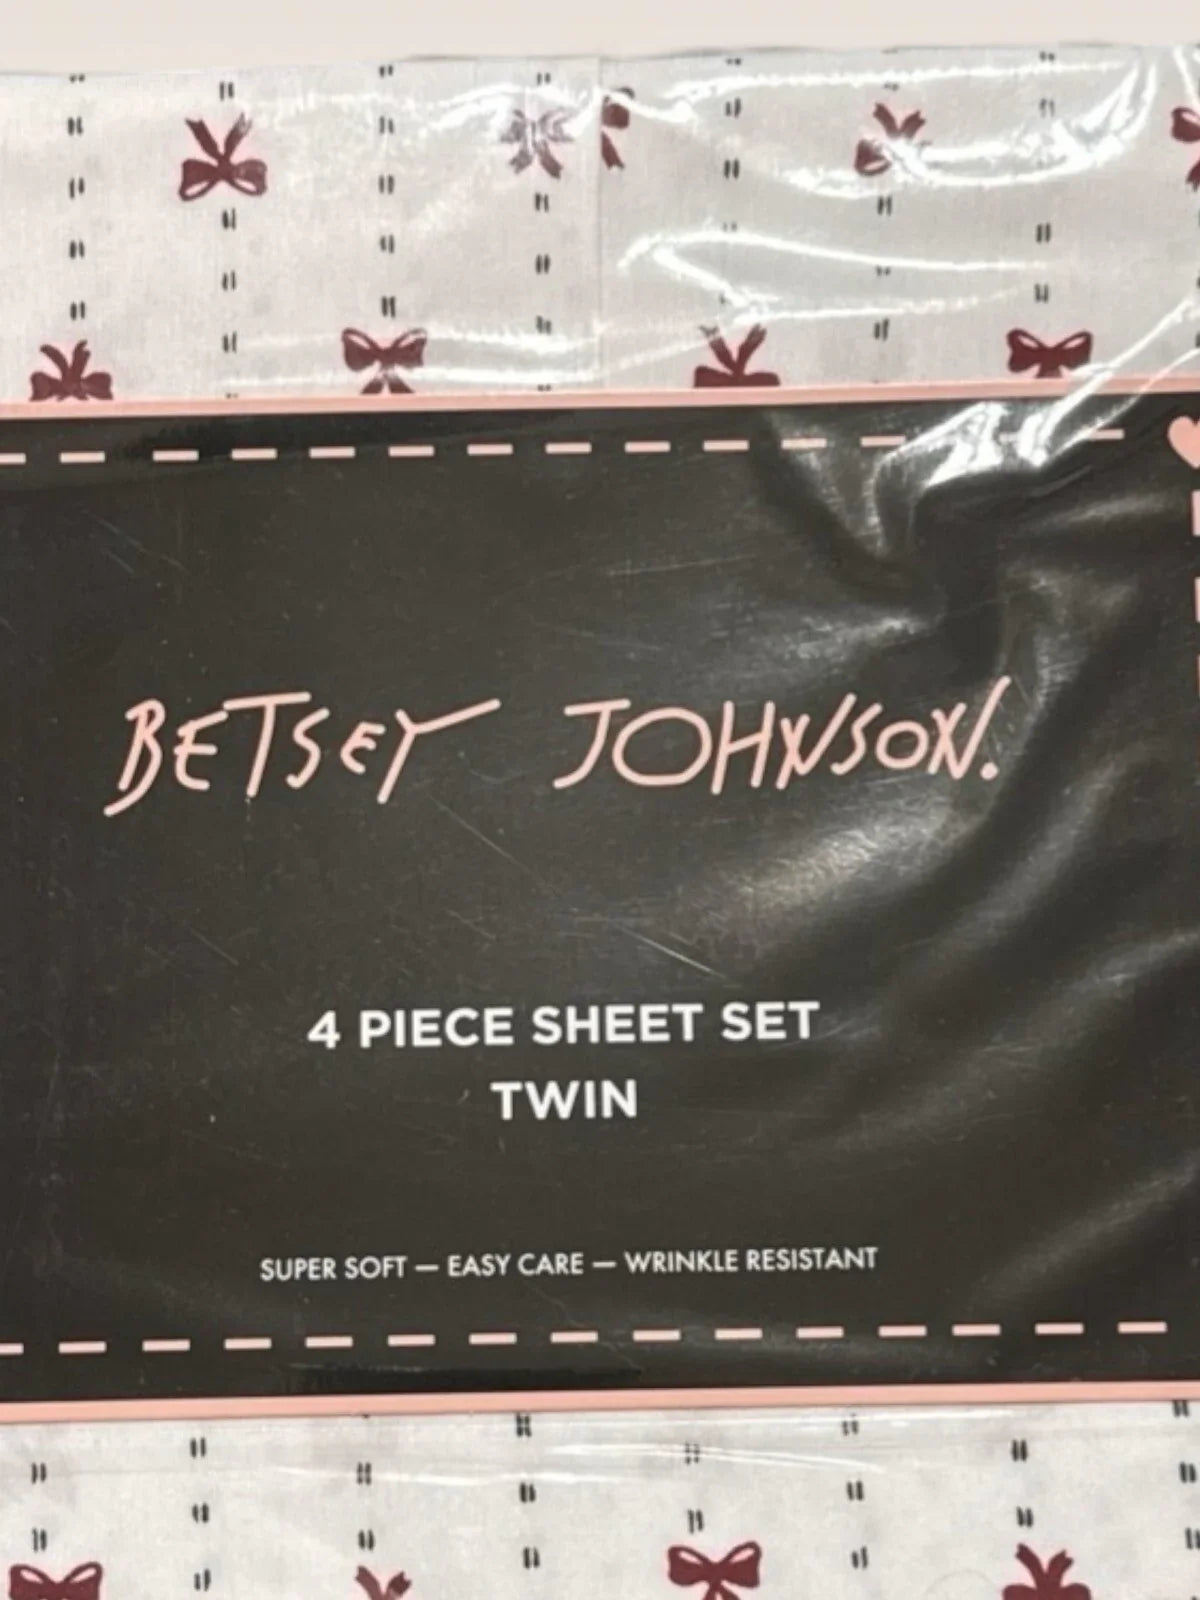 BETSEY JOHNSON.
4 PIECE SHEET SET
TWIN
SUPER SOFT — EASY CARE — WRINKLE RESISTANT